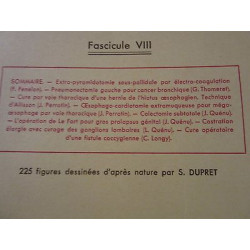 Fascicule VIII
SOMMAIRE. — Extra-pyramidotomie sous-pallidale par électro-coagulation
(F. Fénelon). — Pneumonectomie gauche pour cancer bronchique (G. Thomeret).
— Cure par voie thoracique d'une hernie de l'hiatus œsophagien. Technique
d'Allison (J. Perrotin). — Œsophago-cardiotomie extramuqueuse pour méga-
œsophage par voie thoracique (J. Perrotin). — Colectomie subtotale (J. Quénu).
— L'opération de Le Fort pour gros prolapsus génital (J. Quénu). — Castration
élargie avec curage des ganglions lombaires (L. Quénu). — Cure opératoire
d'une fistule coccygienne (C. Longy).
225 figures dessinées d'après nature par S. DUPRET